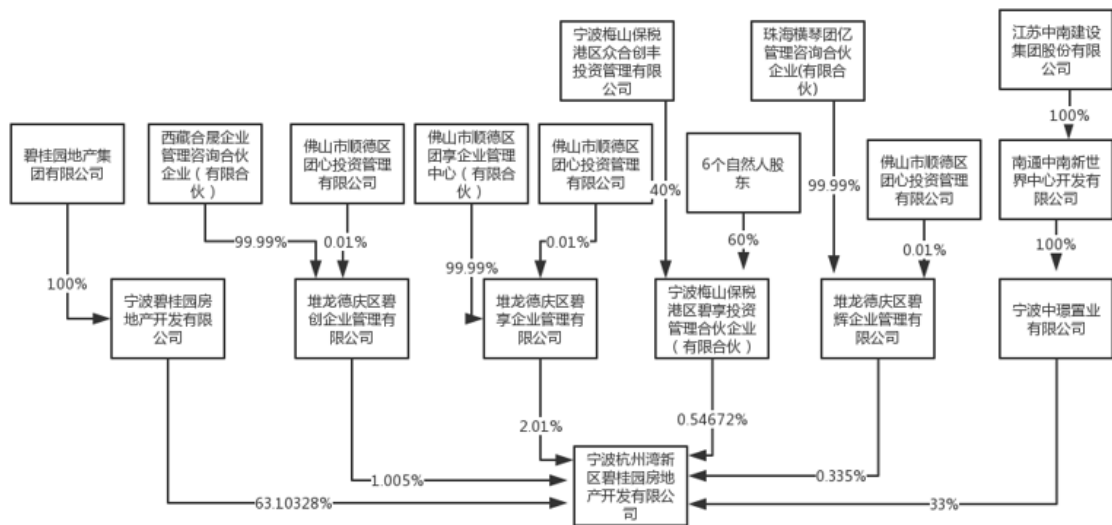 宁波梅山保税
港区众合创丰
投资管理有限
公司
珠海横琴团亿
管理咨询合伙
企业(有限合
伙)
江苏中南建设
集团股份有限
公司
100%
碧桂园地产集
团有限公司
西藏合晟企业
管理咨询合伙
企业（有限合
伙）
佛山市顺德区
团心投资管理
有限公司
佛山市顺德区
团享企业管理
中心（有限合
伙）
佛山市顺德区
团心投资管理
有限公司
40%
6个自然人股
东
99.99%
佛山市顺德区
团心投资管理
有限公司
南通中南新世
界中心开发有
限公司
99.99%
0.01%
0.01%
60%
0.01%
100%
100%
99.99%
宁波碧桂园房
地产开发有限
公司
堆龙德庆区碧
创企业管理有
限公司
堆龙德庆区碧
享企业管理有
限公司
宁波梅山保税
港区碧享投资
管理合伙企业
（有限合伙）
堆龙德庆区碧
辉企业管理有
限公司
宁波中璟置业
有限公司
2.01%
0.54672%
宁波杭州湾新
区碧桂园房地
产开发有限公
司
1.005%
0.335%
63.10328%
33%